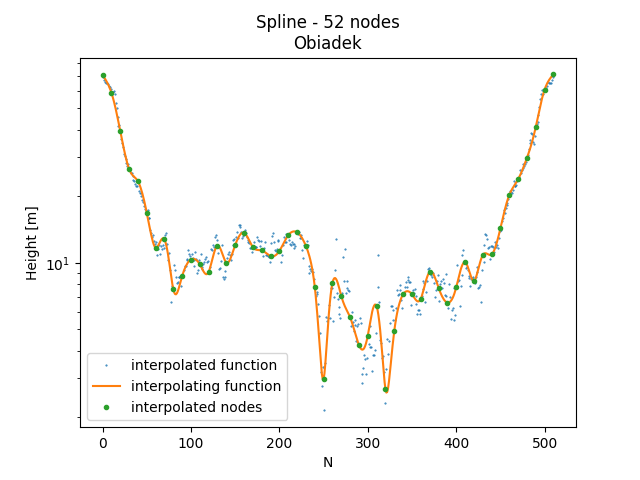 Spline - 52 nodes
Obiadek
Height [m]
10¹
interpolated function
interpolating function
interpolated nodes
0 100 200 300 400 500
N